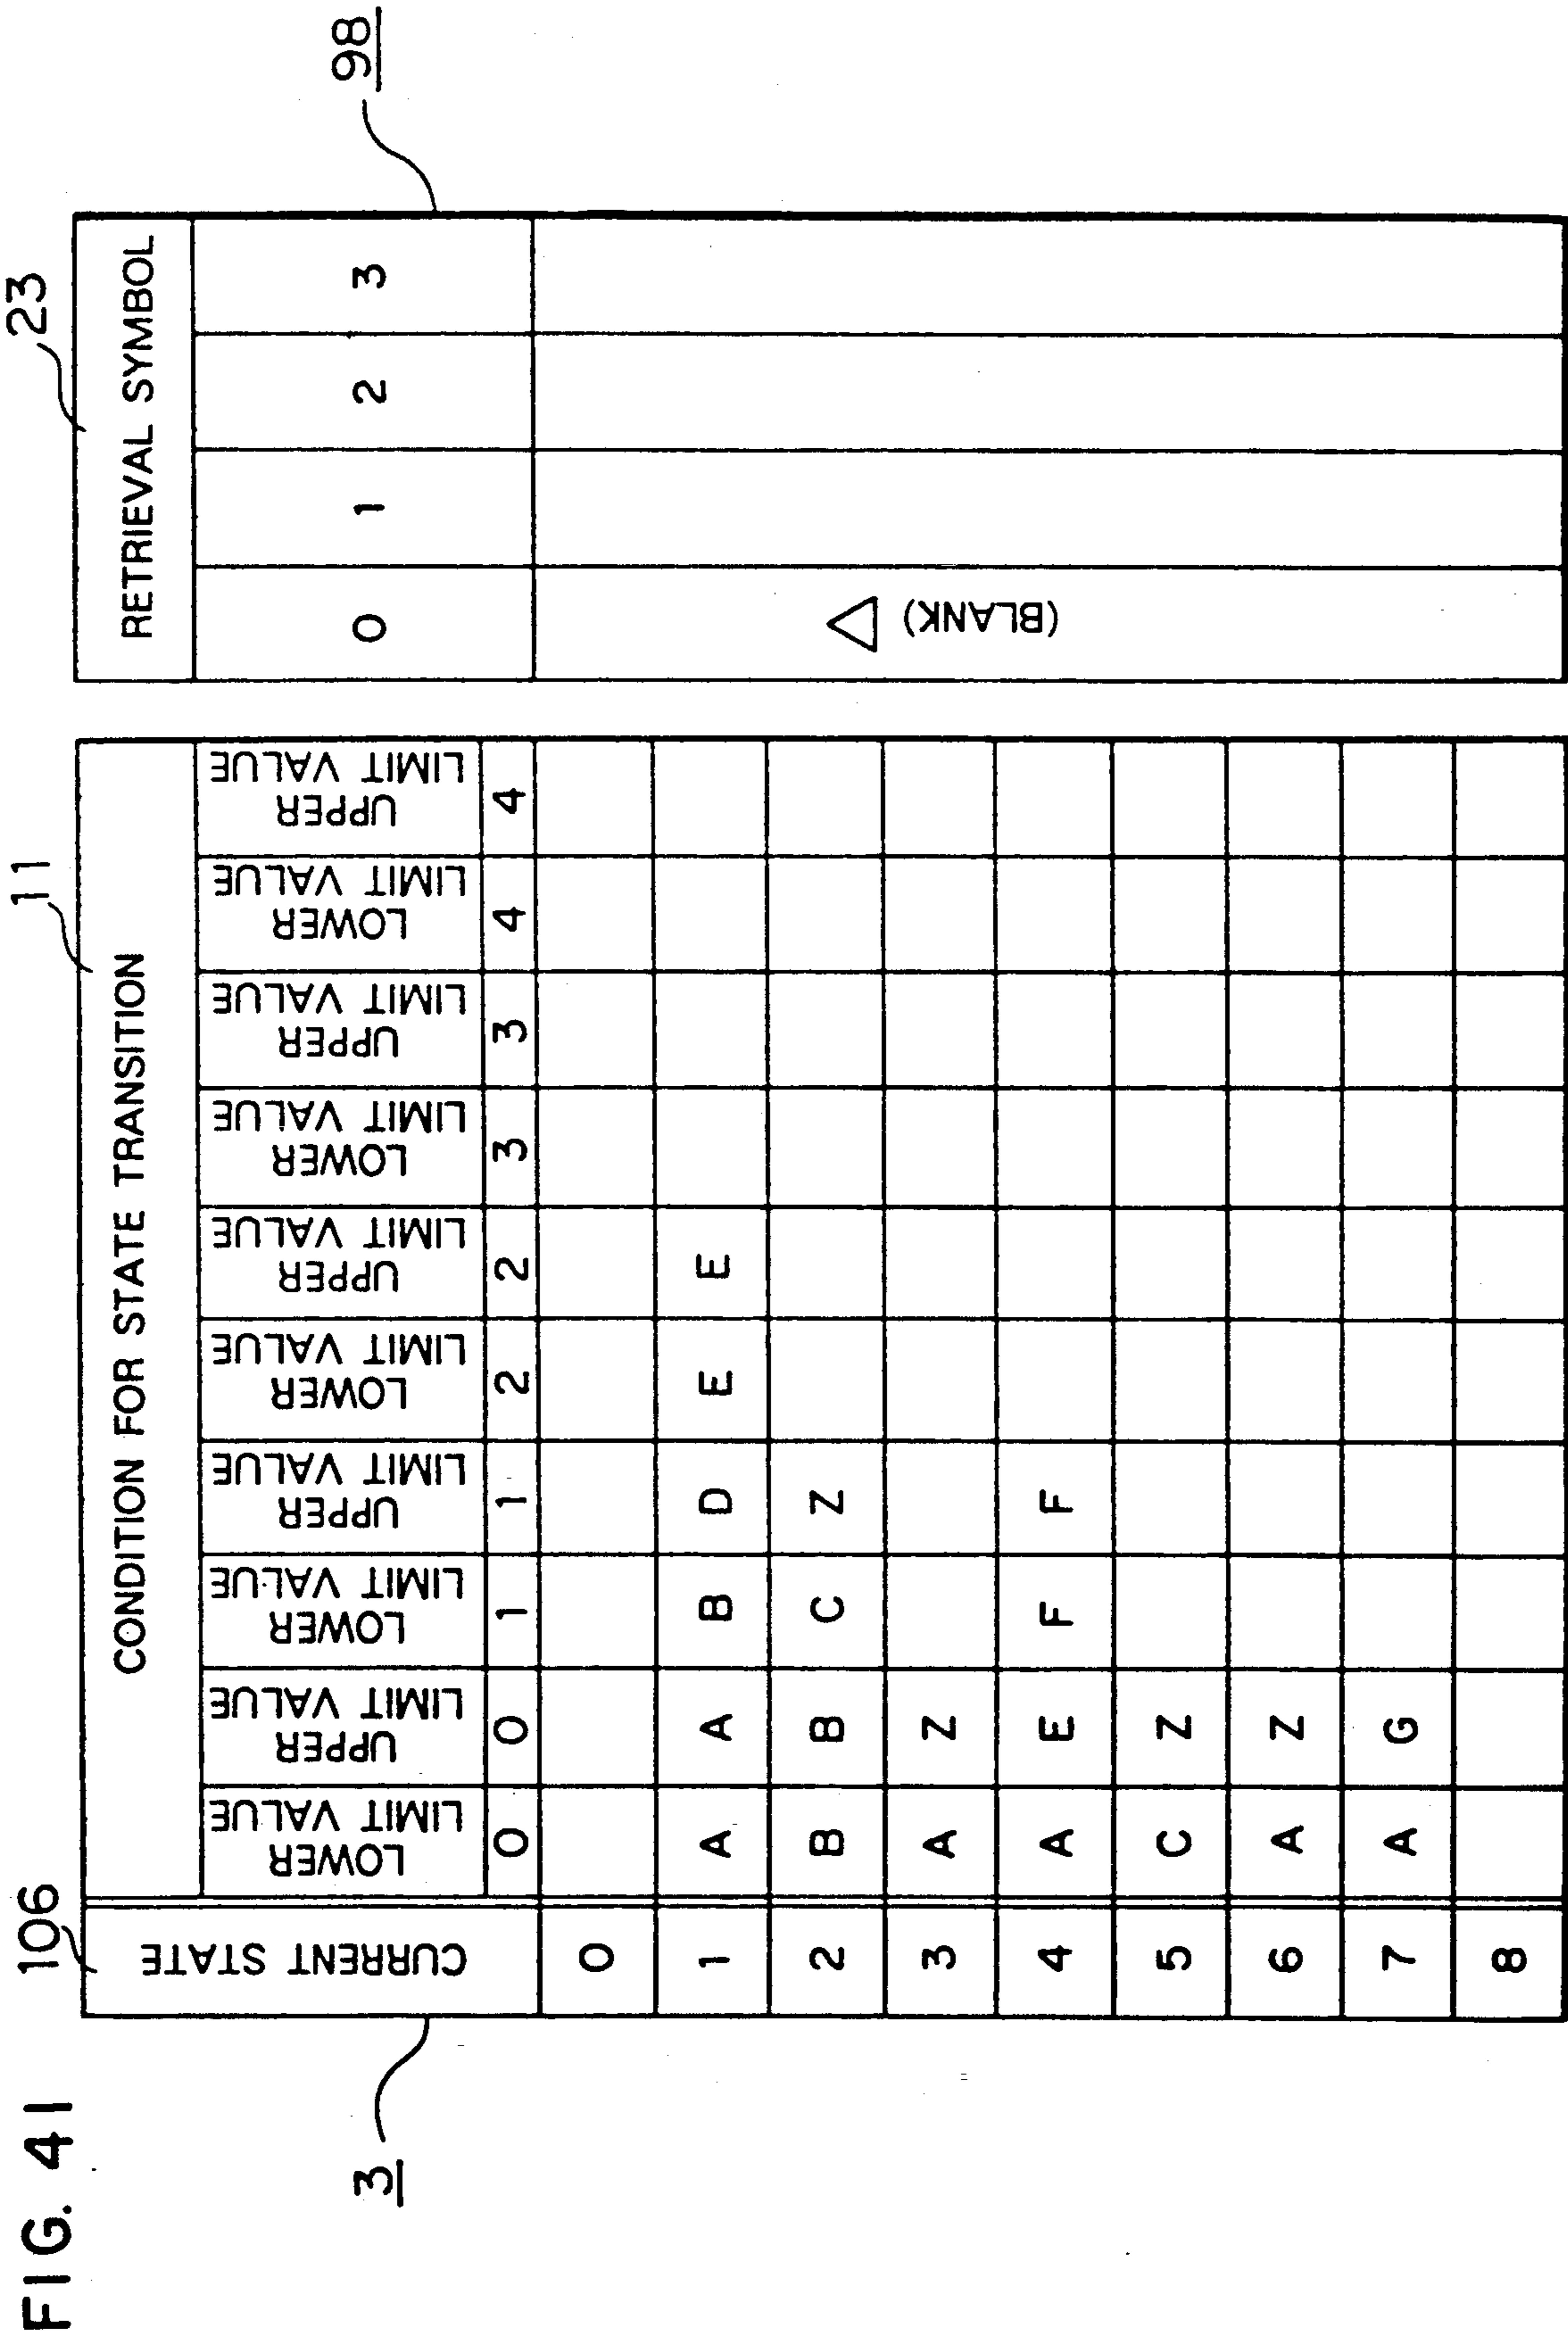 FIG. 41
3
106
11
23
98
CURRENT STATE
CONDITION FOR STATE TRANSITION
RETRIEVAL SYMBOL
LOWER LIMIT VALUE 0
UPPER LIMIT VALUE 0
LOWER LIMIT VALUE 1
UPPER LIMIT VALUE 1
LOWER LIMIT VALUE 2
UPPER LIMIT VALUE 2
LOWER LIMIT VALUE 3
UPPER LIMIT VALUE 3
LOWER LIMIT VALUE 4
UPPER LIMIT VALUE 4
0 1 2 3
0
1 A A B D E E
2 B B C Z
3 A Z
4 A E F F
5 C Z
6 A Z
7 A G
8
△ (BLANK)